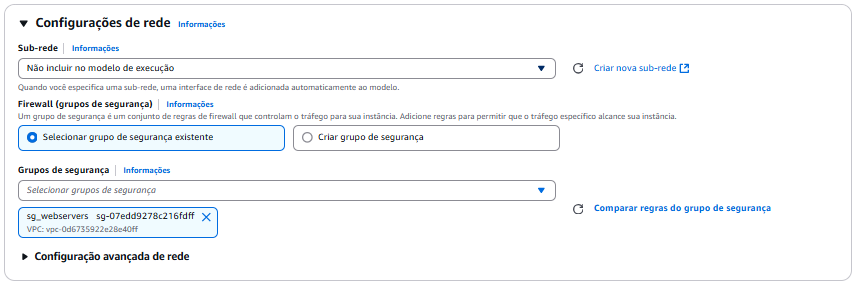 Configurações de rede Informações
Sub-rede Informações
Não incluir no modelo de execução
Criar nova sub-rede
Quando você especifica uma sub-rede, uma interface de rede é adicionada automaticamente ao modelo.
Firewall (grupos de segurança) Informações
Um grupo de segurança é um conjunto de regras de firewall que controlam o tráfego para sua instância. Adicione regras para permitir que o tráfego específico alcance sua instância.
Selecionar grupo de segurança existente
Criar grupo de segurança
Grupos de segurança Informações
Selecionar grupos de segurança
sg_webservers sg-07edd9278c216fdff
VPC: vpc-0d6735922e28e40ff
Comparar regras do grupo de segurança
Configuração avançada de rede